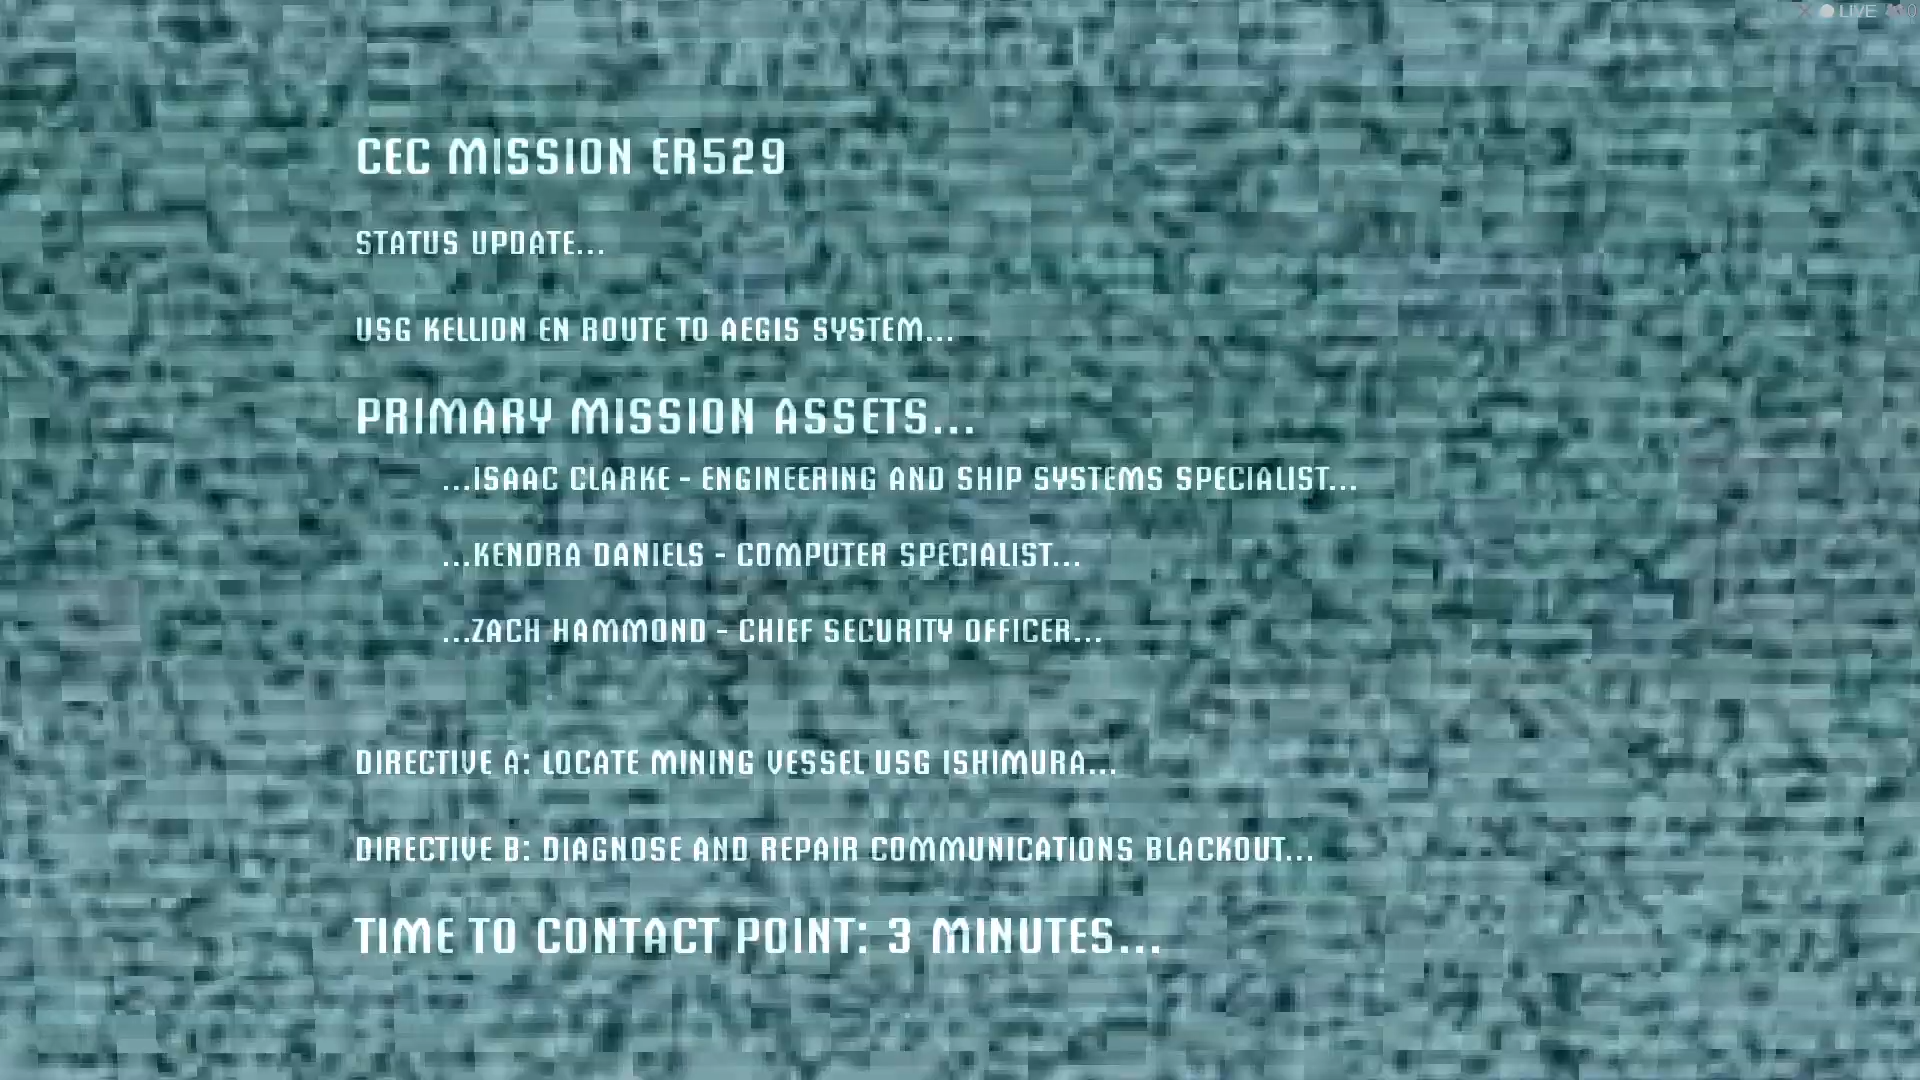 LIVE
CEC MISSION ER529
STATUS UPDATE...
USG KELLION EN ROUTE TO AEGIS SYSTEM...
PRIMARY MISSION ASSETS...
...ISAAC CLARKE - ENGINEERING AND SHIP SYSTEMS SPECIALIST...
...KENDRA DANIELS - COMPUTER SPECIALIST...
...ZACH HAMMOND - CHIEF SECURITY OFFICER...
DIRECTIVE A: LOCATE MINING VESSEL USG ISHIMURA...
DIRECTIVE B: DIAGNOSE AND REPAIR COMMUNICATIONS BLACKOUT...
TIME TO CONTACT POINT: 3 MINUTES...